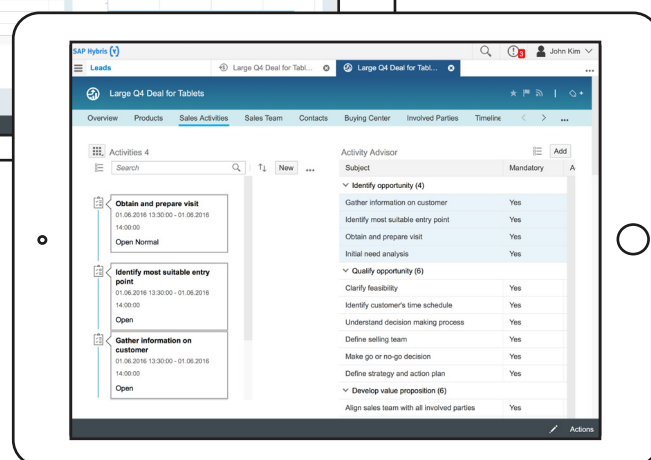 SAP Hybris (y) 3 John Kim
Leads Large Q4 Deal for Tabl... Large Q4 Deal for Tabl... ...
Large Q4 Deal for Tablets
Overview Products Sales Activities Sales Team Contacts Buying Center Involved Parties Timeline < > ...
Activities 4
Search New ...
Obtain and prepare visit
01.06.2016 13:30:00 - 01.06.2016
14:00:00
Open Normal
Identify most suitable entry
point
01.06.2016 13:30:00 - 01.06.2016
14:00:00
Open
Gather information on
customer
01.06.2016 13:30:00 - 01.06.2016
14:00:00
Open
Activity Advisor Add
Subject Mandatory A
Identify opportunity (4)
Gather information on customer Yes
Identify most suitable entry point Yes
Obtain and prepare visit Yes
Initial need analysis Yes
Qualify opportunity (6)
Clarify feasibility Yes
Identify customer's time schedule Yes
Understand decision making process Yes
Define selling team Yes
Make go or no-go decision Yes
Define strategy and action plan Yes
Develop value proposition (6)
Align sales team with all involved parties Yes
Actions